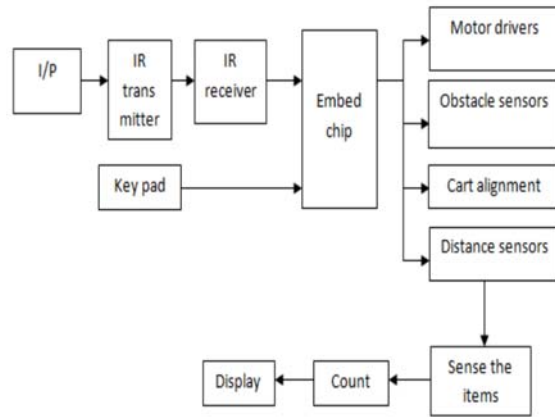 I/P
IR
trans
mitter
IR
receiver
Embed
chip
Key pad
Motor drivers
Obstacle sensors
Cart alignment
Distance sensors
Sense the
items
Count
Display